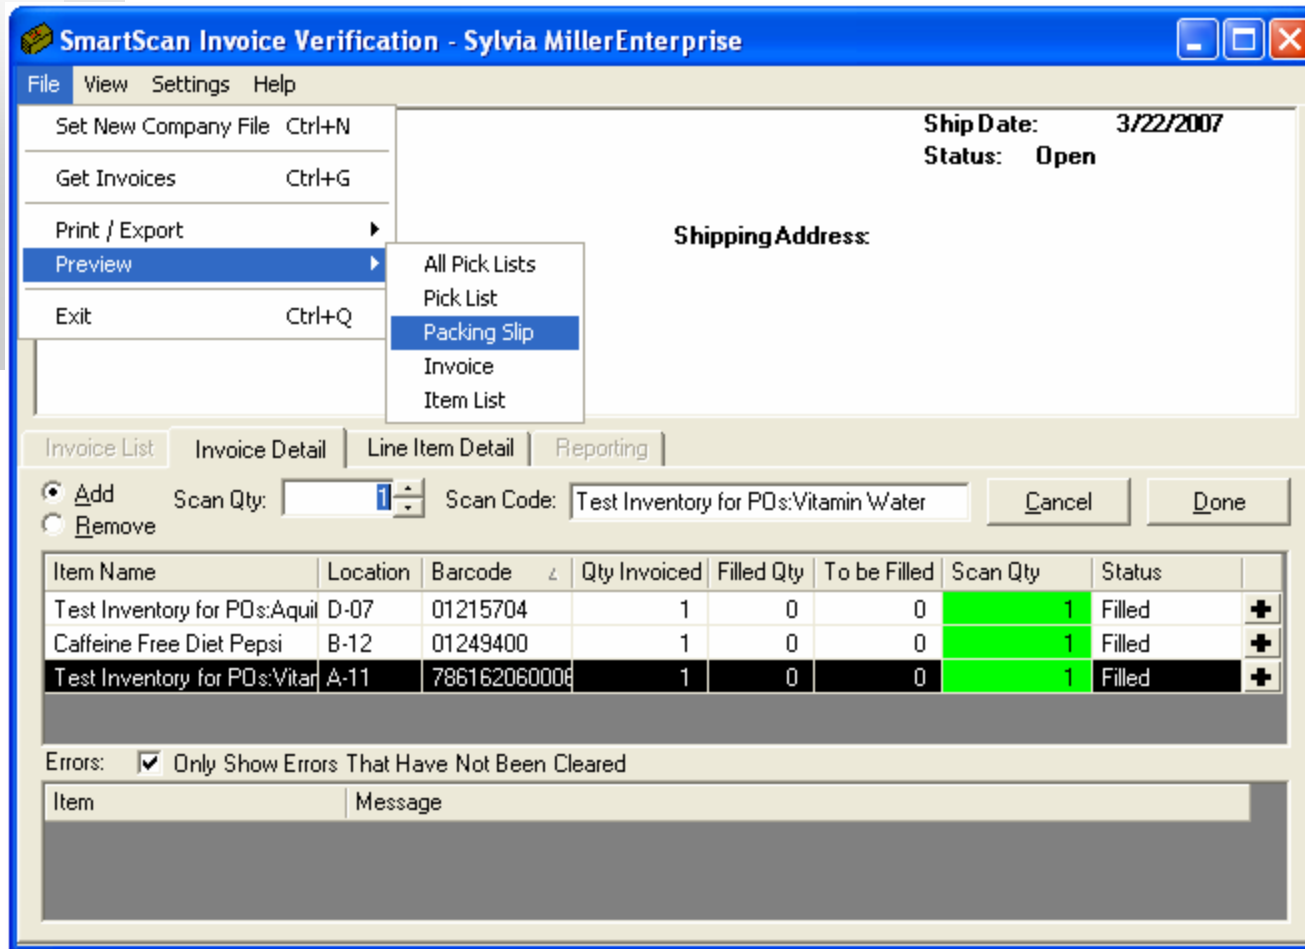 SmartScan Invoice Verification - Sylvia MillerEnterprise
File View Settings Help
Set New Company File Ctrl+N
Get Invoices Ctrl+G
Print / Export
Preview
Exit Ctrl+Q
All Pick Lists
Pick List
Packing Slip
Invoice
Item List
Ship Date: 3/22/2007
Status: Open
Shipping Address:
Invoice List Invoice Detail Line Item Detail Reporting
Add Scan Qty: 1 Scan Code: Test Inventory for POs:Vitamin Water Cancel Done
Remove
Item Name Location Barcode Qty Invoiced Filled Qty To be Filled Scan Qty Status
Test Inventory for POs:Aquil D-07 01215704 1 0 0 1 Filled
Caffeine Free Diet Pepsi B-12 01249400 1 0 0 1 Filled
Test Inventory for POs:Vitar A-11 786162060006 1 0 0 1 Filled
Errors: Only Show Errors That Have Not Been Cleared
Item Message